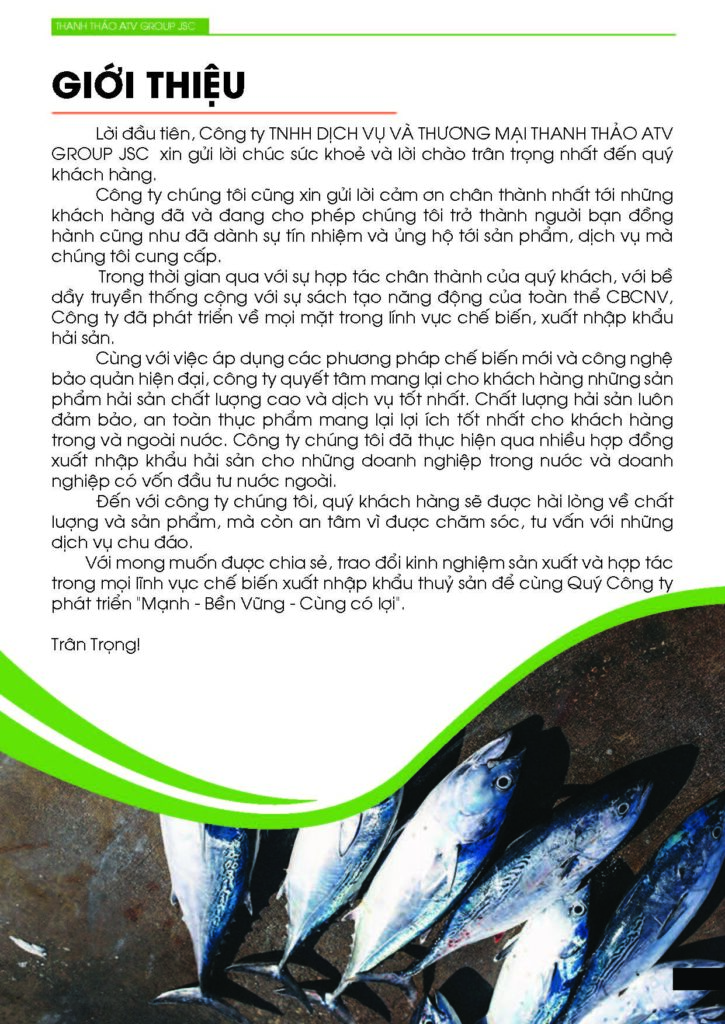 THANH THẢO ATV GROUP JSC
GIỚI THIỆU
Lời đầu tiên, Công ty TNHH DỊCH VỤ VÀ THƯƠNG MẠI THANH THẢO ATV
GROUP JSC xin gửi lời chúc sức khoẻ và lời chào trân trọng nhất đến quý
khách hàng.
Công ty chúng tôi cũng xin gửi lời cảm ơn chân thành nhất tới những
khách hàng đã và đang cho phép chúng tôi trở thành người bạn đồng
hành cũng như đã dành sự tín nhiệm và ủng hộ tới sản phẩm, dịch vụ mà
chúng tôi cung cấp.
Trong thời gian qua với sự hợp tác chân thành của quý khách, với bề
dầy truyền thống cộng với sự sách tạo năng động của toàn thể CBCNV,
Công ty đã phát triển về mọi mặt trong lính vực chế biến, xuất nhập khẩu
hải sản.
Cùng với việc áp dụng các phương pháp chế biến mới và công nghệ
bảo quản hiện đại, công ty quyết tâm mang lại cho khách hàng những sản
phẩm hải sản chất lượng cao và dịch vụ tốt nhất. Chất lượng hải sản luôn
đảm bảo, an toàn thực phẩm mang lại lợi ích tốt nhất cho khách hàng
trong và ngoài nước. Công ty chúng tôi đã thực hiện qua nhiều hợp đồng
xuất nhập khẩu hải sản cho những doanh nghiệp trong nước và doanh
nghiệp có vốn đầu tư nước ngoài.
Đến với công ty chúng tôi, quý khách hàng sẽ được hài lòng về chất
lượng và sản phẩm, mà còn an tâm vì được chăm sóc, tư vấn với những
dịch vụ chu đáo.
Với mong muốn được chia sẻ, trao đổi kinh nghiệm sản xuất và hợp tác
trong mọi lĩnh vực chế biến xuất nhập khẩu thuỷ sản để cùng Quý Công ty
phát triển "Mạnh - Bền Vững - Cùng có lợi".
Trân Trọng!